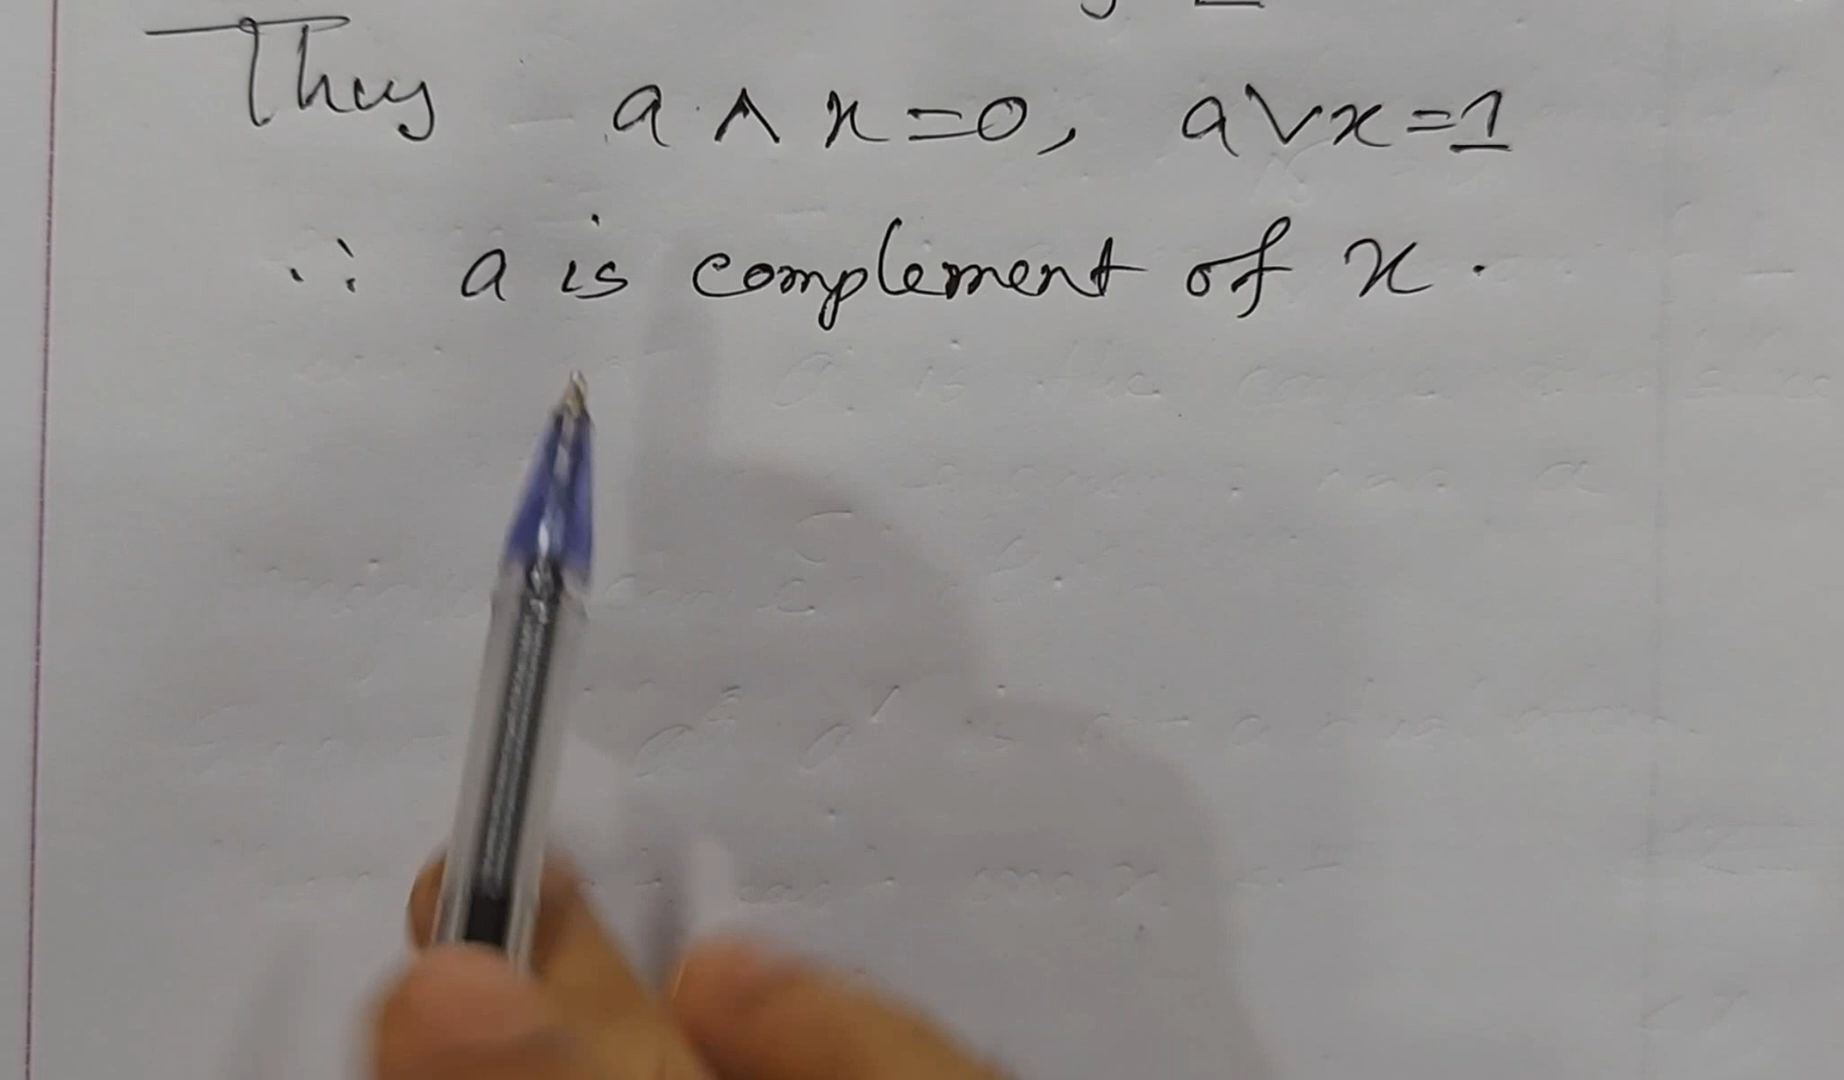 Thus a ∧ x = 0, a ∨ x = 1
∴ a is complement of x.